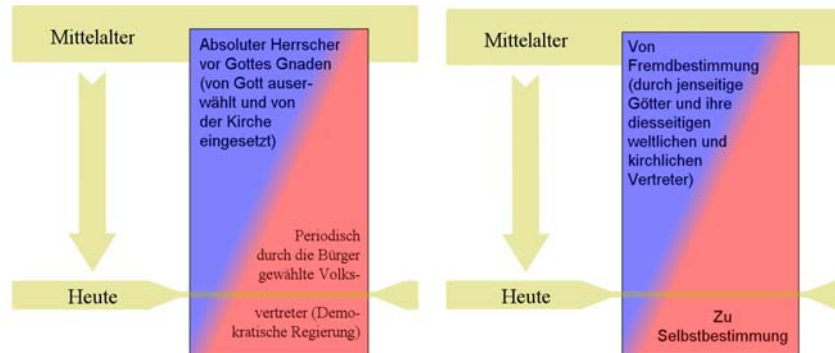 Mittelalter
Absoluter Herrscher
vor Gottes Gnaden
(von Gott auser-
wählt und von
der Kirche
eingesetzt)
Periodisch
durch die Bürger
gewählte Volks-
Heute
vertreter (Demo-
kratische Regierung)
Mittelalter
Von
Fremdbestimmung
(durch jenseitige
Götter und ihre
diesseitigen
weltlichen und
kirchlichen
Vertreter)
Heute
Zu
Selbstbestimmung